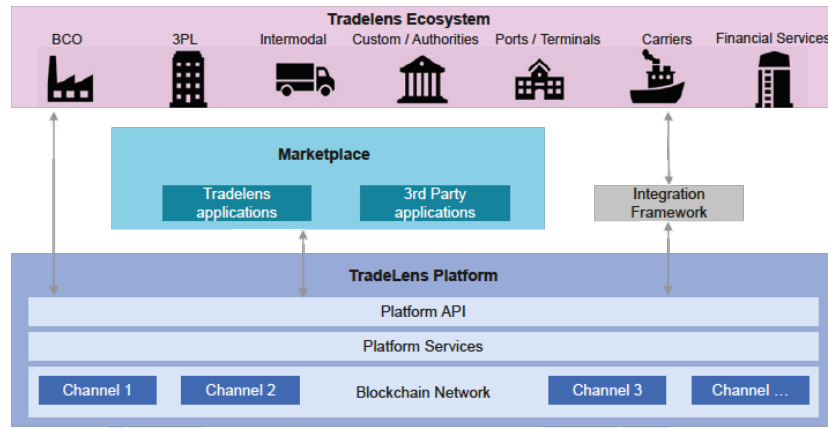 Tradelens Ecosystem
BCO
3PL
Intermodal
Custom / Authorities
Ports / Terminals
Carriers
Financial Services
Marketplace
Tradelens
applications
3rd Party
applications
Integration
Framework
TradeLens Platform
Platform API
Platform Services
Channel 1
Channel 2
Blockchain Network
Channel 3
Channel ...